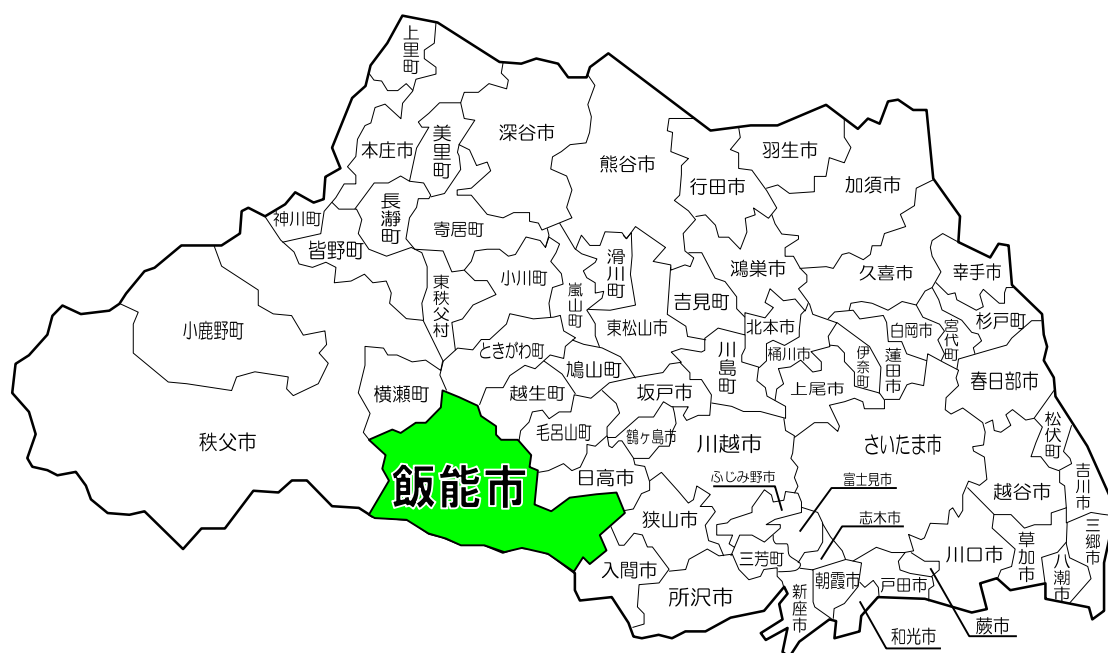 上里町
本庄市
美里町
深谷市
熊谷市
行田市
羽生市
加須市
神川町
皆野町
長瀞町
寄居町
東秩父村
小川町
嵐山町
滑川町
東松山市
吉見町
鴻巣市
久喜市
幸手市
杉戸町
宮代町
白岡市
小鹿野町
ときがわ町
鳩山町
川島町
北本市
桶川市
伊奈町
蓮田市
上尾市
春日部市
横瀬町
越生町
坂戸市
毛呂山町
鶴ヶ島市
川越市
さいたま市
松伏町
秩父市
飯能市
日高市
ふじみ野市
富士見市
越谷市
吉川市
狭山市
志木市
三芳町
川口市
草加市
三郷市
八潮市
入間市
所沢市
新座市
朝霞市
戸田市
和光市
蕨市